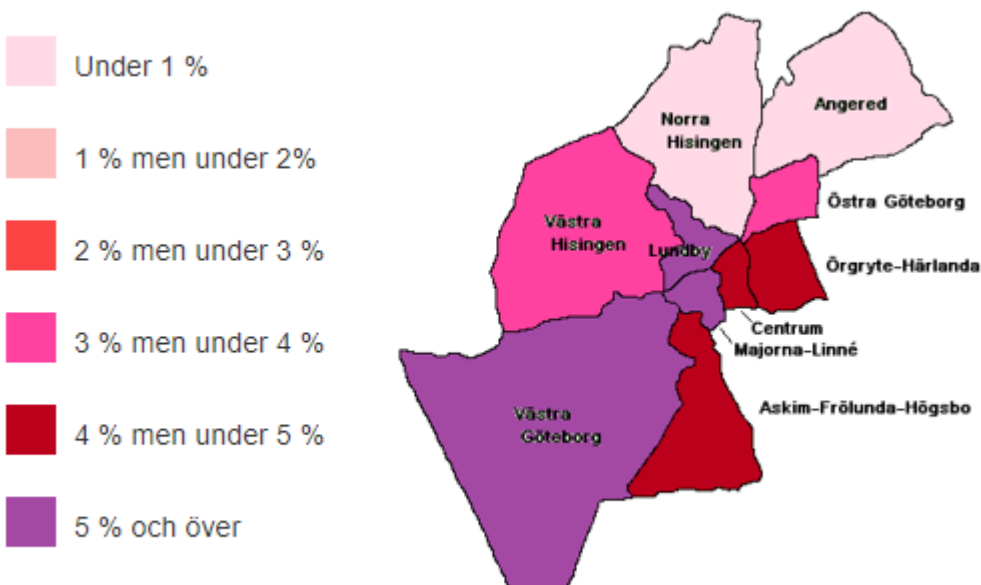 Under 1 %
1 % men under 2%
2 % men under 3 %
3 % men under 4 %
4 % men under 5 %
5 % och över
Norra
Hisingen
Angered
Östra Göteborg
Västra
Hisingen
Lundby
Örgryte-Härlanda
Centrum
Majorna-Linné
Askim-Frölunda-Högsbo
Västra
Göteborg